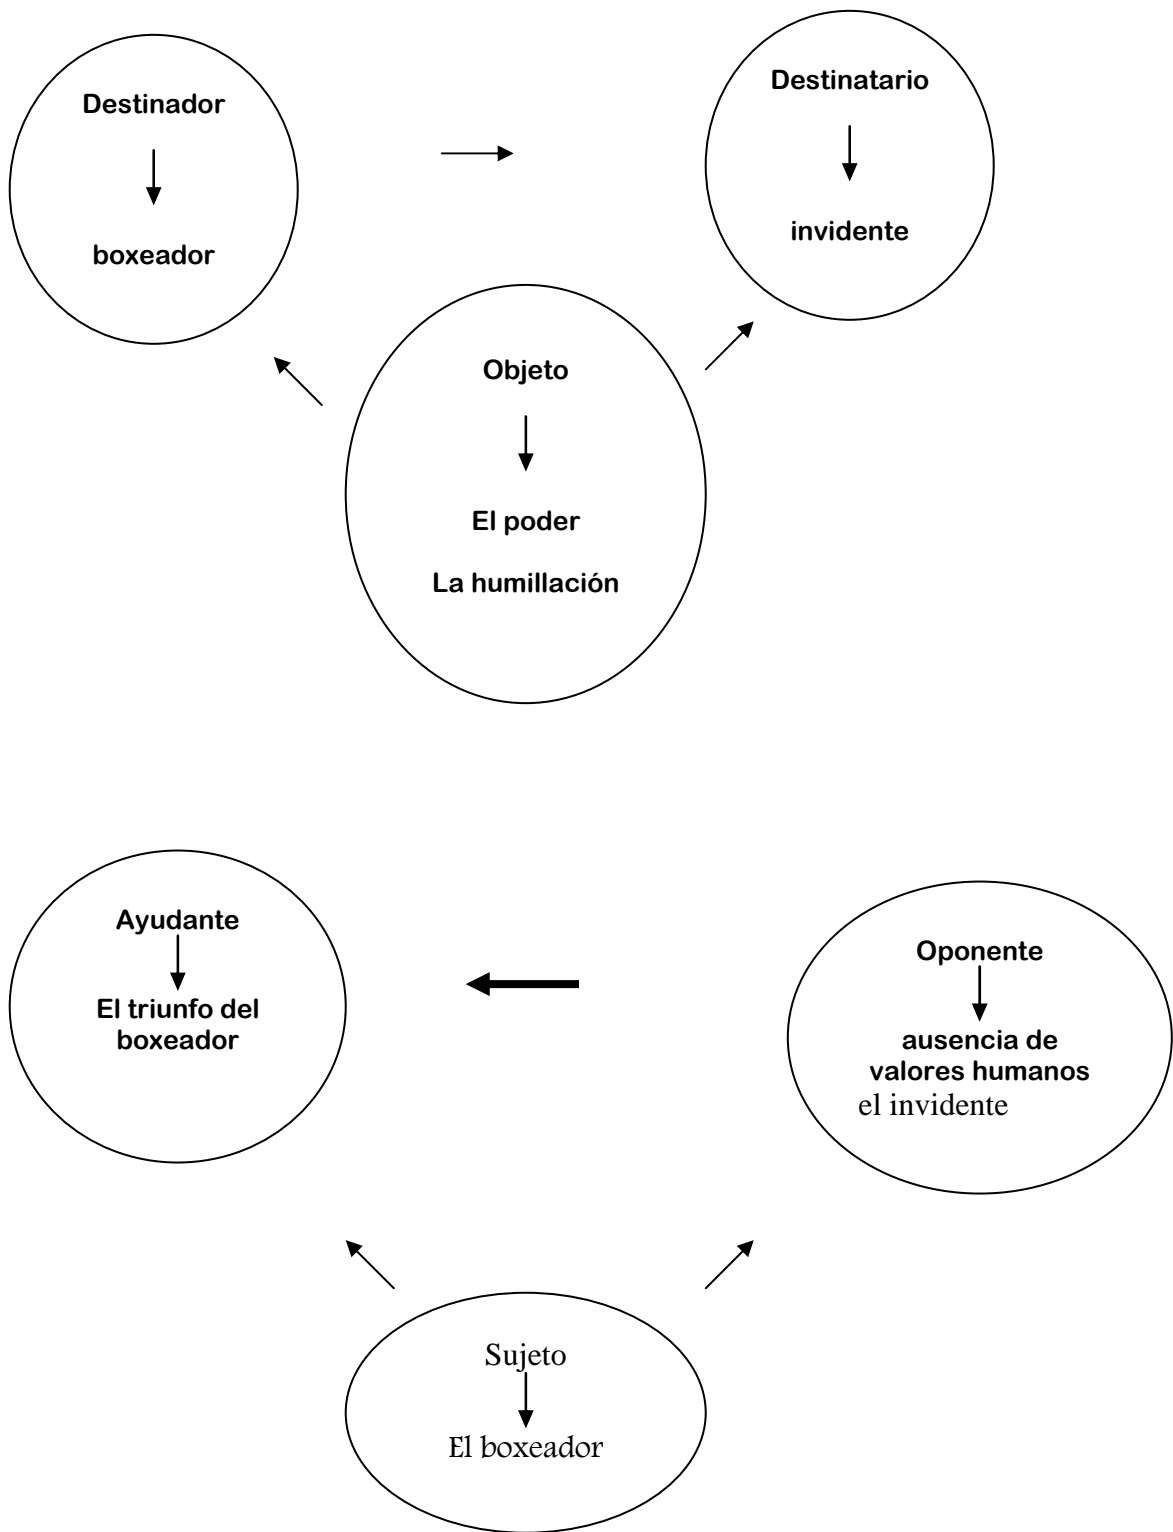 Destinador
boxeador
Destinatario
invidente
Objeto
El poder
La humillación
Ayudante
El triunfo del
boxeador
Oponente
ausencia de
valores humanos
el invidente
Sujeto
El boxeador